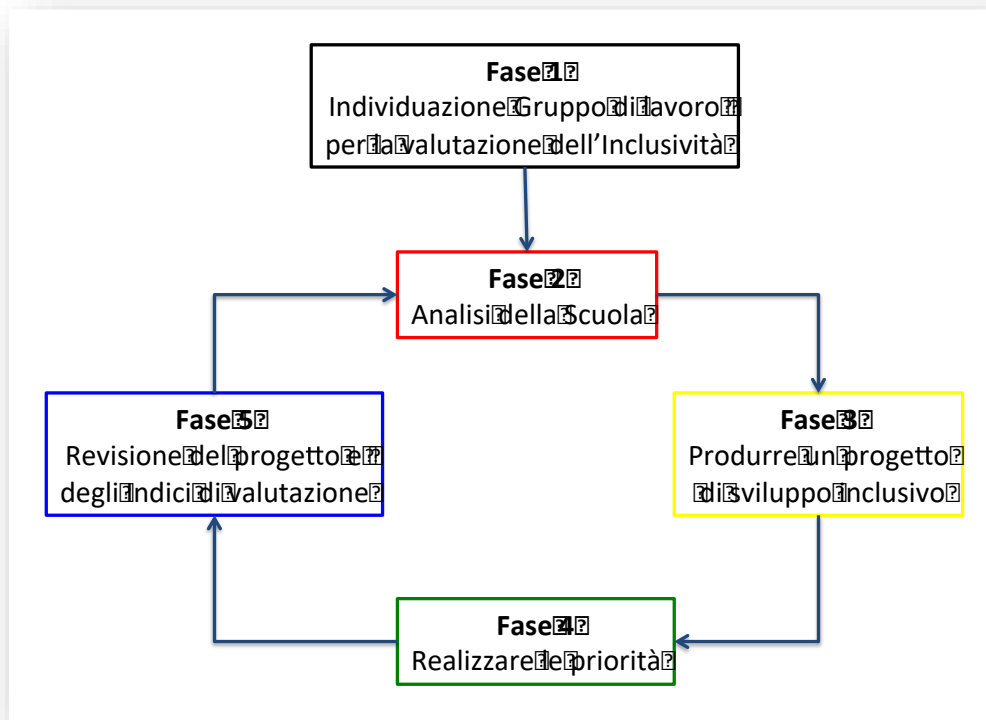 Fase 1
Individuazione Gruppo di lavoro
per la valutazione dell’Inclusività
Fase 2
Analisi della Scuola
Fase 5
Revisione del progetto e
degli Indici di valutazione
Fase 3
Produrre un progetto
di sviluppo inclusivo
Fase 4
Realizzare le priorità